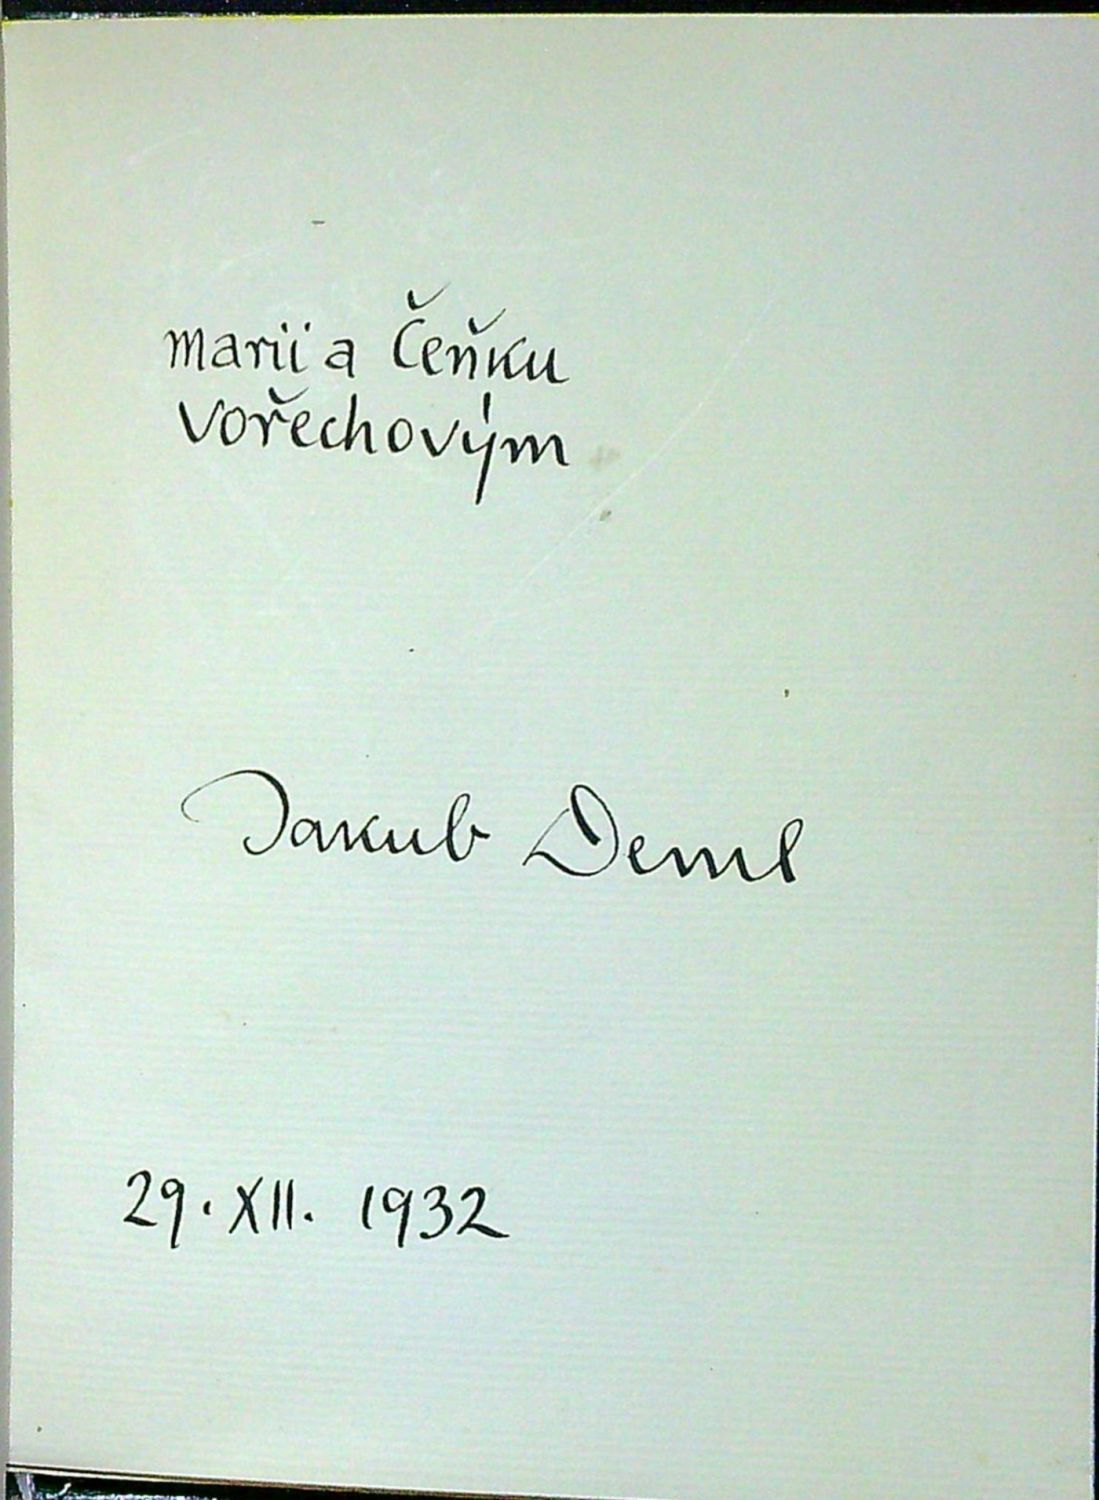 Marii a Čeňku
Vořechovým
Jakub Deml
29. XII. 1932